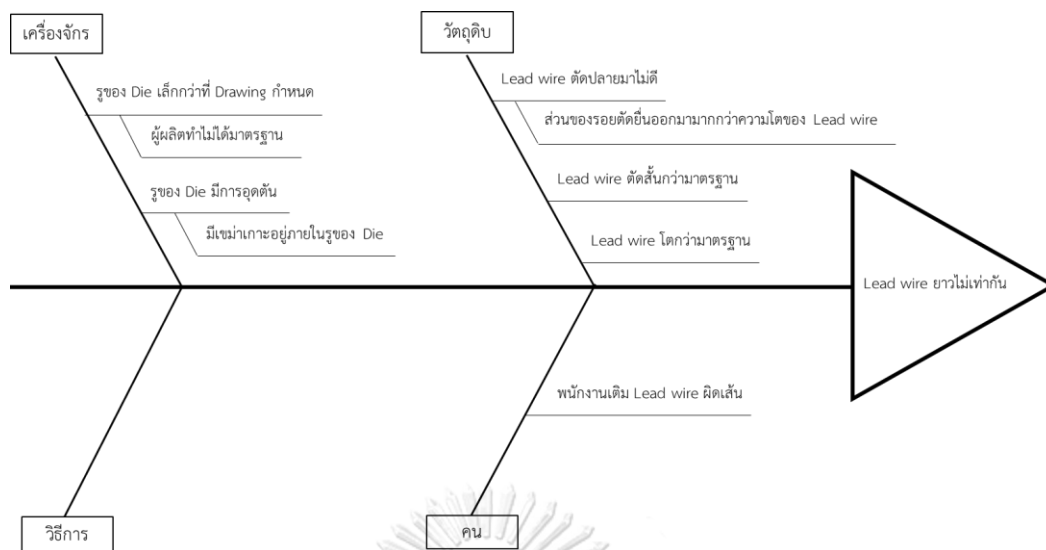 เครื่องจักร
วัตถุดิบ
รูของ Die เล็กกว่าที่ Drawing กำหนด
ผู้ผลิตทำไม่ได้มาตรฐาน
รูของ Die มีการอุดตัน
มีเขม่าเกาะอยู่ภายในรูของ Die
Lead wire ตัดปลายมาไม่ดี
ส่วนของรอยตัดยื่นออกมามากกว่าความโตของ Lead wire
Lead wire ตัดสั้นกว่ามาตรฐาน
Lead wire โตกว่ามาตรฐาน
Lead wire ยาวไม่เท่ากัน
พนักงานเติม Lead wire ผิดเส้น
วิธีการ
คน